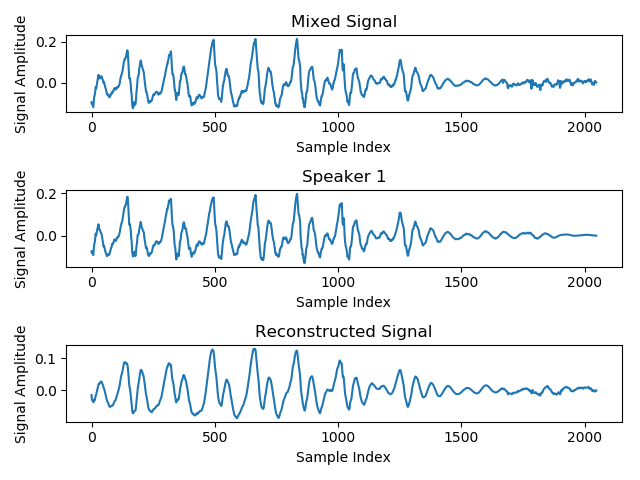 Mixed Signal
Signal Amplitude
0.2
0.0
0
500
1000
1500
2000
Sample Index
Speaker 1
Signal Amplitude
0.2
0.0
0
500
1000
1500
2000
Sample Index
Reconstructed Signal
Signal Amplitude
0.1
0.0
0
500
1000
1500
2000
Sample Index